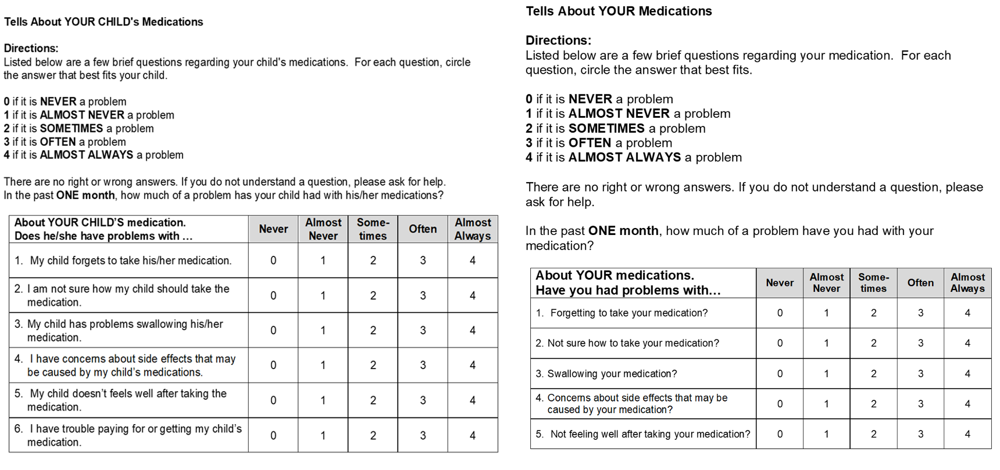 Tells About YOUR CHILD's Medications
Directions:
Listed below are a few brief questions regarding your child's medications.  For each question, circle
the answer that best fits your child.
0 if it is NEVER a problem
1 if it is ALMOST NEVER a problem
2 if it is SOMETIMES a problem
3 if it is OFTEN a problem
4 if it is ALMOST ALWAYS a problem
There are no right or wrong answers. If you do not understand a question, please ask for help.
In the past ONE month, how much of a problem has your child had with his/her medications?
About YOUR CHILD'S medication.
Does he/she have problems with ...
Never
Almost
Never
Some-
times
Often
Almost
Always
1.  My child forgets to take his/her medication. 0 1 2 3 4
2. I am not sure how my child should take the
medication. 0 1 2 3 4
3. My child has problems swallowing his/her
medication. 0 1 2 3 4
4.  I have concerns about side effects that may
be caused by my child's medications. 0 1 2 3 4
5.  My child doesn't feels well after taking the
medication. 0 1 2 3 4
6.  I have trouble paying for or getting my child's
medication. 0 1 2 3 4
Tells About YOUR Medications
Directions:
Listed below are a few brief questions regarding your medication.  For each
question, circle the answer that best fits.
0 if it is NEVER a problem
1 if it is ALMOST NEVER a problem
2 if it is SOMETIMES a problem
3 if it is OFTEN a problem
4 if it is ALMOST ALWAYS a problem
There are no right or wrong answers. If you do not understand a question, please
ask for help.
In the past ONE month, how much of a problem have you had with your
medication?
About YOUR medications.
Have you had problems with...
Never
Almost
Never
Some-
times
Often
Almost
Always
1.  Forgetting to take your medication? 0 1 2 3 4
2. Not sure how to take your medication? 0 1 2 3 4
3. Swallowing your medication? 0 1 2 3 4
4. Concerns about side effects that may be
caused by your medication? 0 1 2 3 4
5.  Not feeling well after taking your medication? 0 1 2 3 4